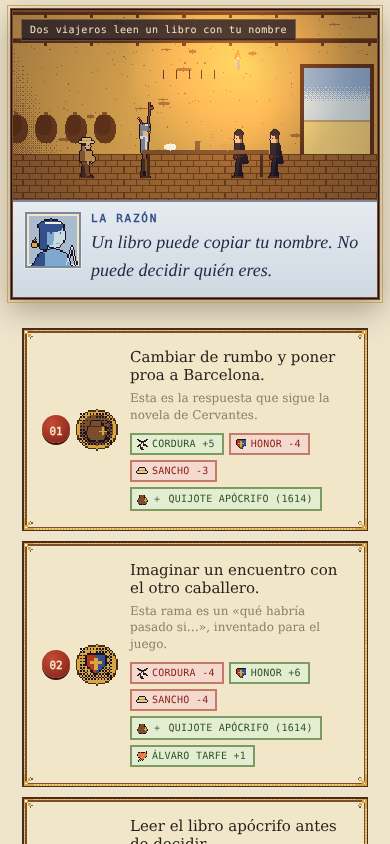 Dos viajeros leen un libro con tu nombre
LA RAZÓN
Un libro puede copiar tu nombre. No
puede decidir quién eres.
Cambiar de rumbo y poner
proa a Barcelona.
Esta es la respuesta que sigue la
novela de Cervantes.
01
CORDURA +5
HONOR -4
SANCHO -3
+ QUIJOTE APÓCRIFO (1614)
Imaginar un encuentro con
el otro caballero.
Esta rama es un «qué habría
pasado si…», inventado para el
juego.
02
CORDURA -4
HONOR +6
SANCHO -4
+ QUIJOTE APÓCRIFO (1614)
ÁLVARO TARFE +1
Leer el libro apócrifo antes
de decidir.